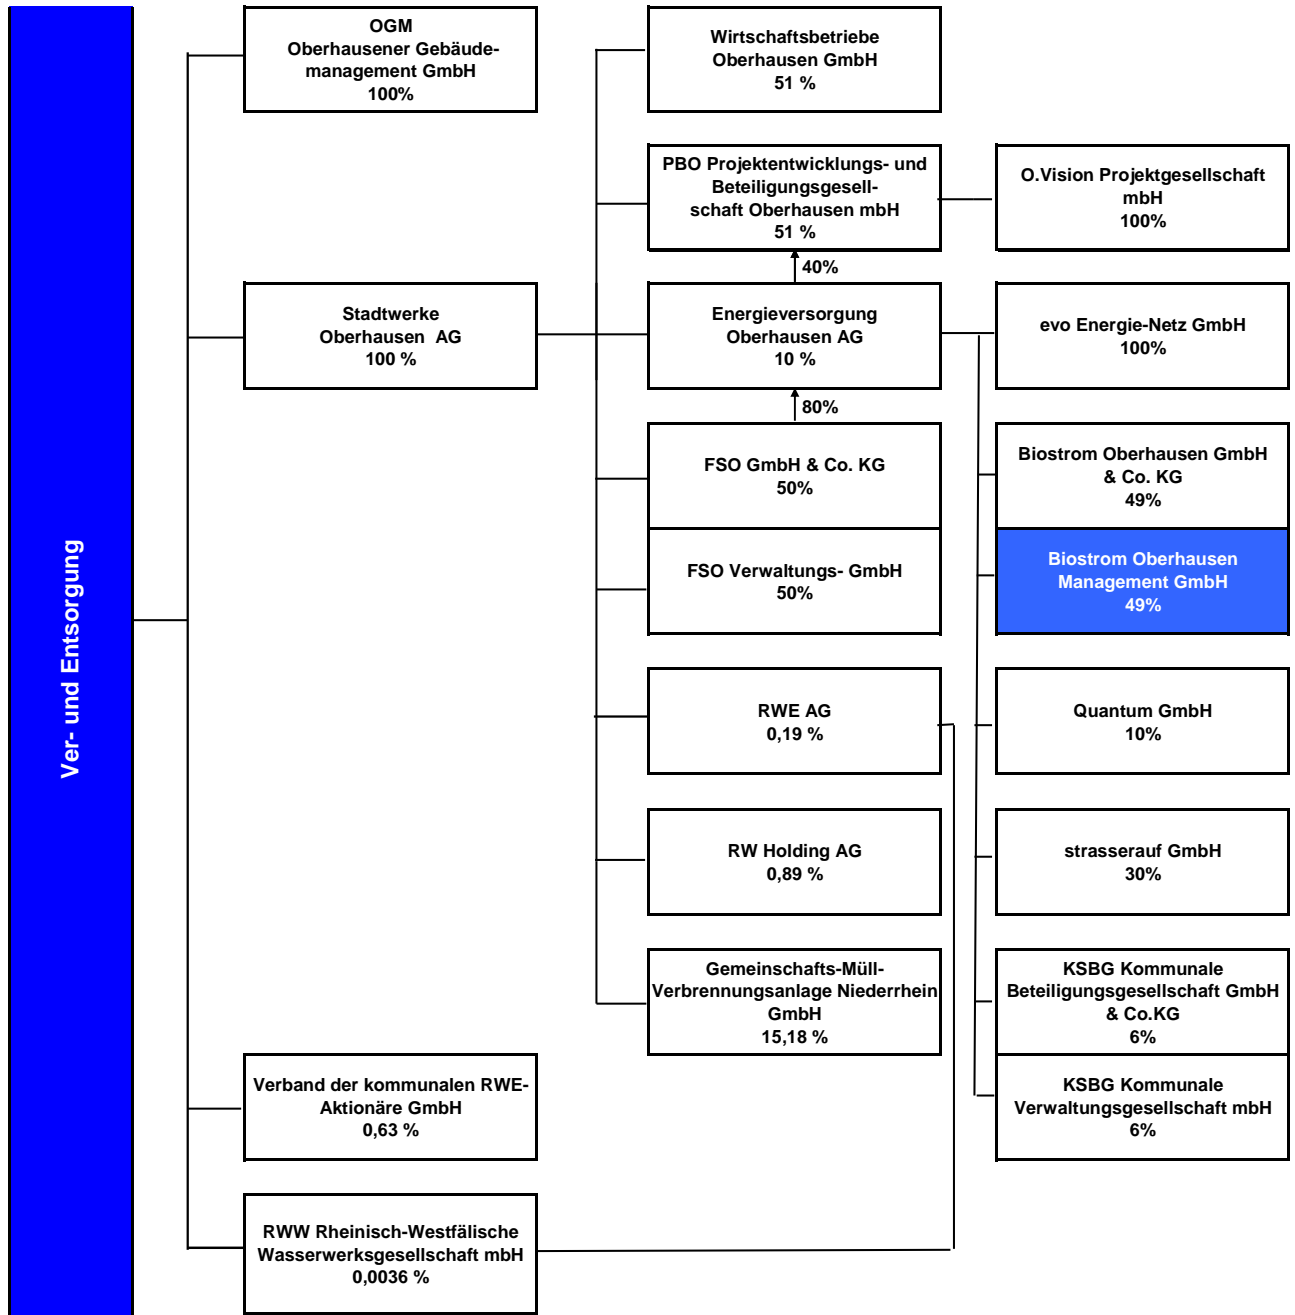 Ver- und Entsorgung
OGM
Oberhausener Gebäude-
management GmbH
100%
Stadtwerke
Oberhausen AG
100 %
Verband der kommunalen RWE-
Aktionäre GmbH
0,63 %
RWW Rheinisch-Westfälische
Wasserwerksgesellschaft mbH
0,0036 %
Wirtschaftsbetriebe
Oberhausen GmbH
51 %
PBO Projektentwicklungs- und
Beteiligungsgesell-
schaft Oberhausen mbH
51 %
40%
Energieversorgung
Oberhausen AG
10 %
80%
FSO GmbH & Co. KG
50%
FSO Verwaltungs- GmbH
50%
RWE AG
0,19 %
RW Holding AG
0,89 %
Gemeinschafts-Müll-
Verbrennungsanlage Niederrhein
GmbH
15,18 %
O.Vision Projektgesellschaft
mbH
100%
evo Energie-Netz GmbH
100%
Biostrom Oberhausen GmbH
& Co. KG
49%
Biostrom Oberhausen
Management GmbH
49%
Quantum GmbH
10%
strasserauf GmbH
30%
KSBG Kommunale
Beteiligungsgesellschaft GmbH
& Co.KG
6%
KSBG Kommunale
Verwaltungsgesellschaft mbH
6%